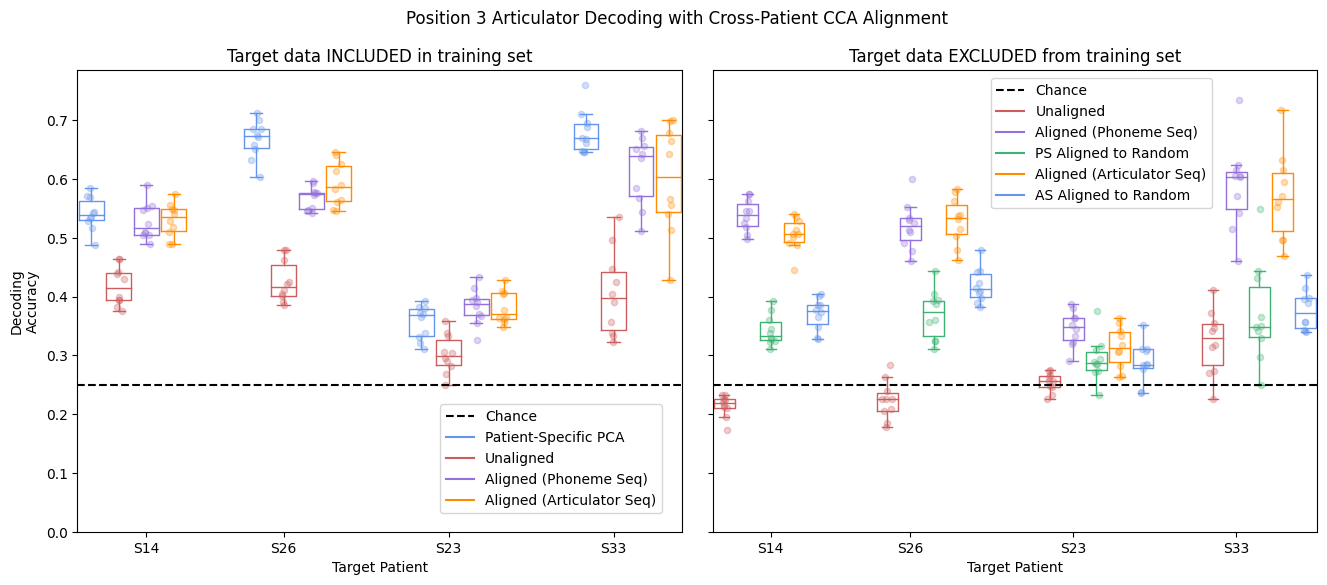 Position 3 Articulator Decoding with Cross-Patient CCA Alignment
Target data INCLUDED in training set
Decoding
Accuracy
0.7
0.6
0.5
0.4
0.3
0.2
0.1
0.0
Chance
Patient-Specific PCA
Unaligned
Aligned (Phoneme Seq)
Aligned (Articulator Seq)
S14
S26
S23
S33
Target Patient
Target data EXCLUDED from training set
Chance
Unaligned
Aligned (Phoneme Seq)
PS Aligned to Random
Aligned (Articulator Seq)
AS Aligned to Random
S14
S26
S23
S33
Target Patient